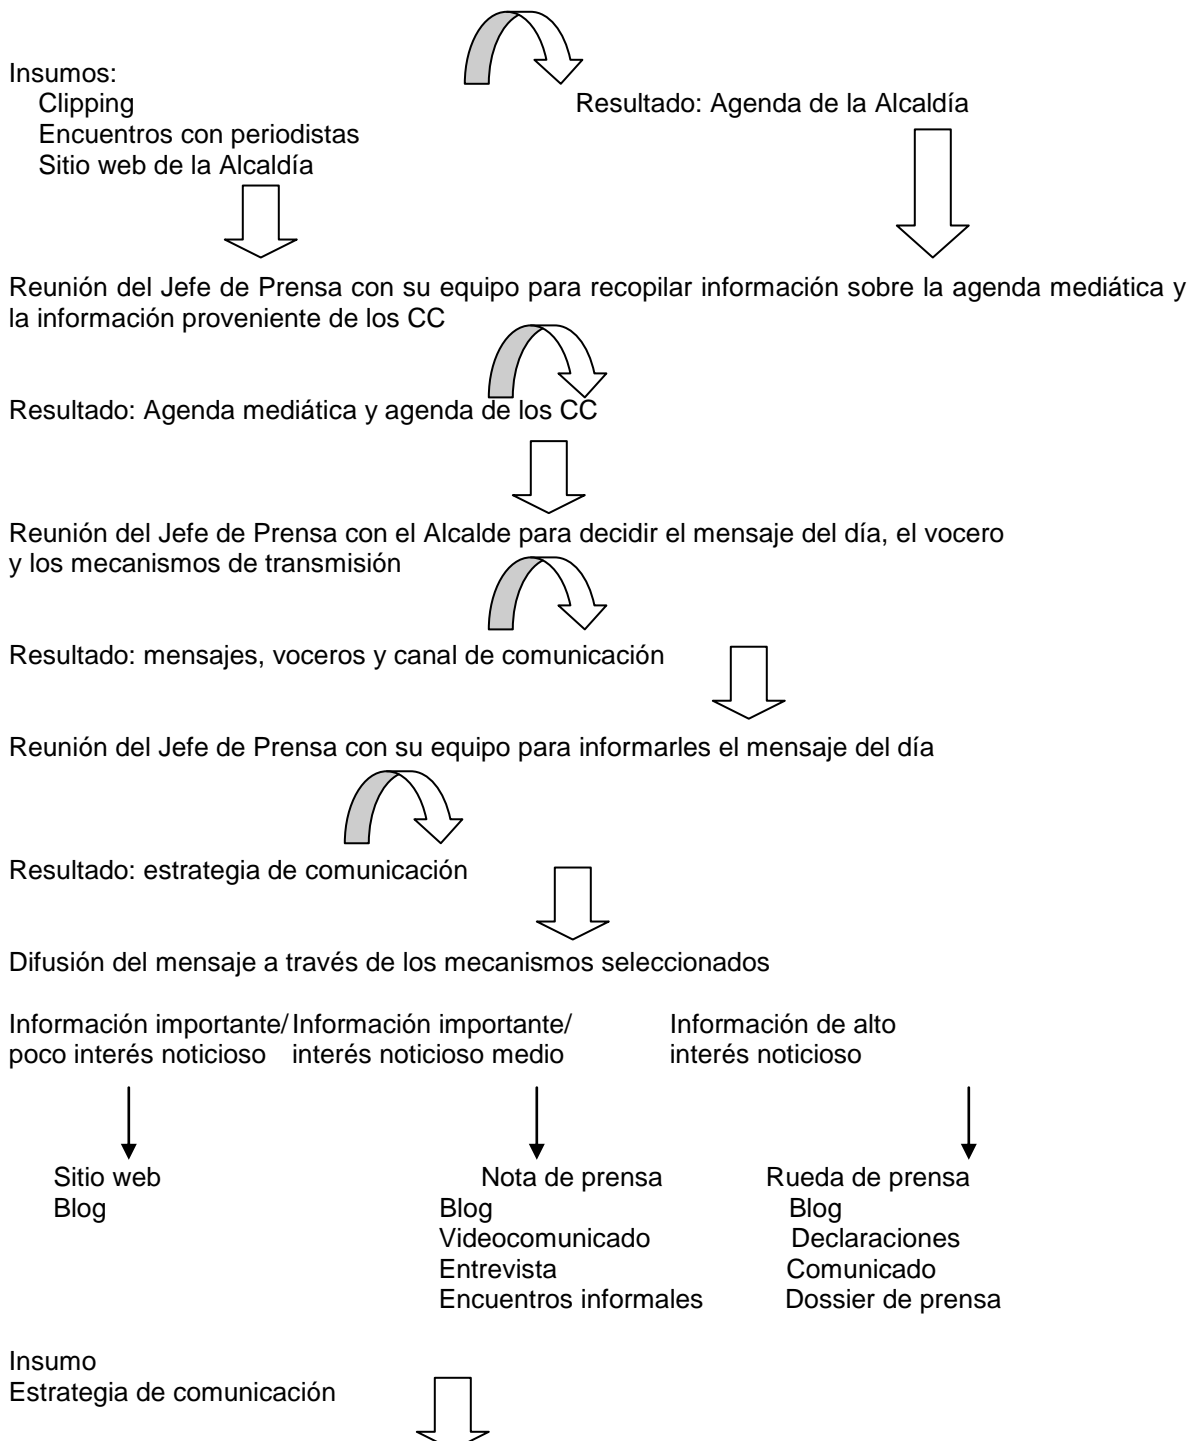 Insumos:
Clipping
Resultado: Agenda de la Alcaldía
Encuentros con periodistas
Sitio web de la Alcaldía
Reunión del Jefe de Prensa con su equipo para recopilar información sobre la agenda mediática y
la información proveniente de los CC
Resultado: Agenda mediática y agenda de los CC
Reunión del Jefe de Prensa con el Alcalde para decidir el mensaje del día, el vocero
y los mecanismos de transmisión
Resultado: mensajes, voceros y canal de comunicación
Reunión del Jefe de Prensa con su equipo para informarles el mensaje del día
Resultado: estrategia de comunicación
Difusión del mensaje a través de los mecanismos seleccionados
Información importante/
poco interés noticioso
Información importante/
interés noticioso medio
Información de alto
interés noticioso
Sitio web
Blog
Nota de prensa
Blog
Videocomunicado
Entrevista
Encuentros informales
Rueda de prensa
Blog
Declaraciones
Comunicado
Dossier de prensa
Insumo
Estrategia de comunicación